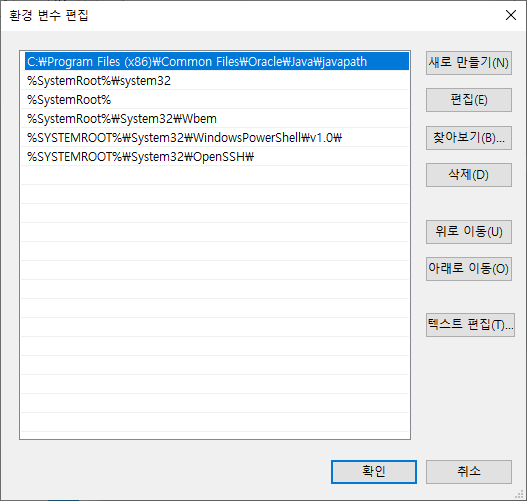 환경 변수 편집
C:₩Program Files (x86)₩Common Files₩Oracle₩Java₩javapath
%SystemRoot%₩system32
%SystemRoot%
%SystemRoot%₩System32₩Wbem
%SYSTEMROOT%₩System32₩WindowsPowerShell₩v1.0₩
%SYSTEMROOT%₩System32₩OpenSSH₩
새로 만들기(N)
편집(E)
찾아보기(B)...
삭제(D)
위로 이동(U)
아래로 이동(O)
텍스트 편집(T)...
확인
취소